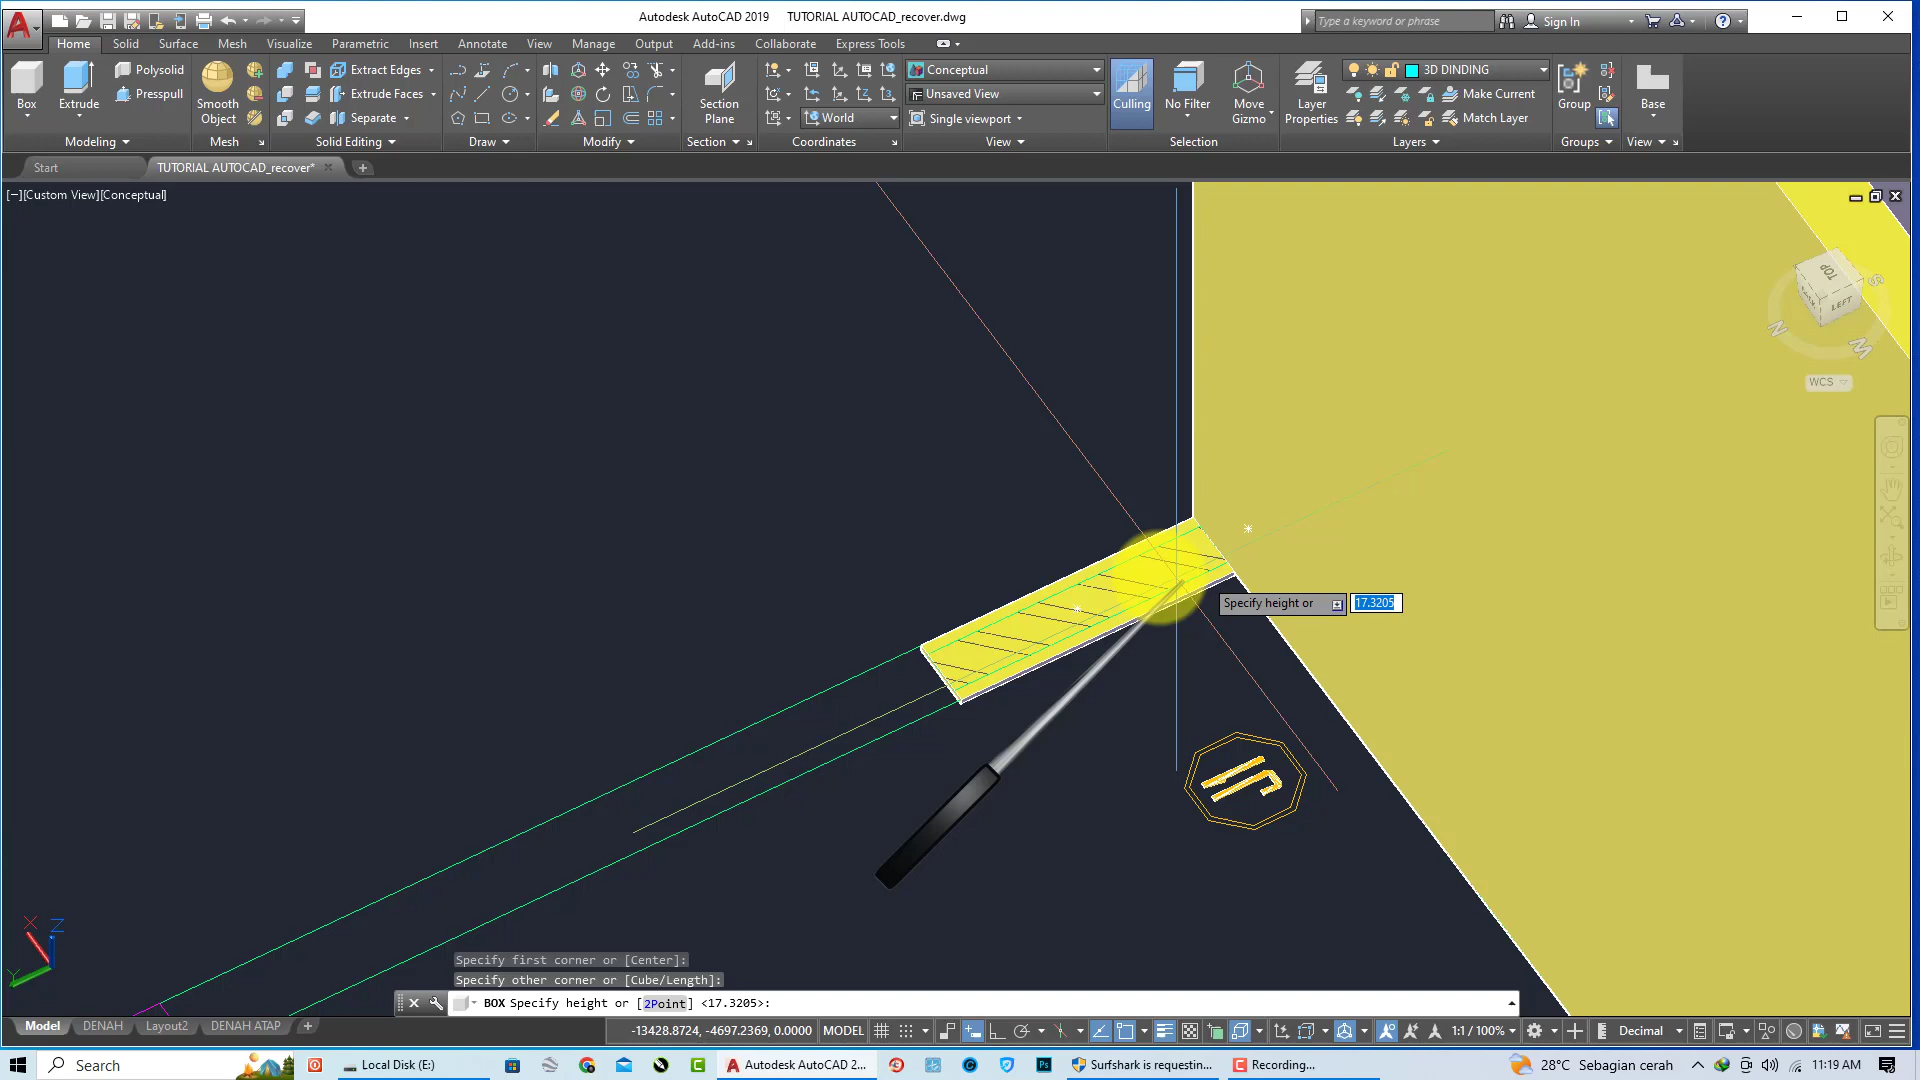 Autodesk AutoCAD 2019 TUTORIAL AUTOCAD_recover.dwg
Type a keyword or phrase
Sign In
Home Solid Surface Mesh Visualize Parametric Insert Annotate View Manage Output Add-ins Collaborate Express Tools
Box
Extrude
Polysolid
Presspull
Modeling
Smooth Object
Mesh
Extract Edges
Extrude Faces
Separate
Solid Editing
Draw
Modify
Section Plane
Section
World
Coordinates
Conceptual
Unsaved View
Single viewport
View
Culling
No Filter
Move Gizmo
Selection
Layer Properties
3D DINDING
Make Current
Match Layer
Layers
Group
Groups
Base
View
Start TUTORIAL AUTOCAD_recover*
[−][Custom View][Conceptual]
TOP
LEFT
BACK
S
N
W
WCS
Specify height or 17.3205
X
Z
Y
Specify first corner or [Center]:
Specify other corner or [Cube/Length]:
BOX Specify height or [2Point] <17.3205>:
Model DENAH Layout2 DENAH ATAP
-13428.8724, -4697.2369, 0.0000 MODEL 1:1 / 100% Decimal
Search Local Disk (E:) Autodesk AutoCAD 2... Surfshark is requestin... Recording... 28°C Sebagian cerah 11:19 AM